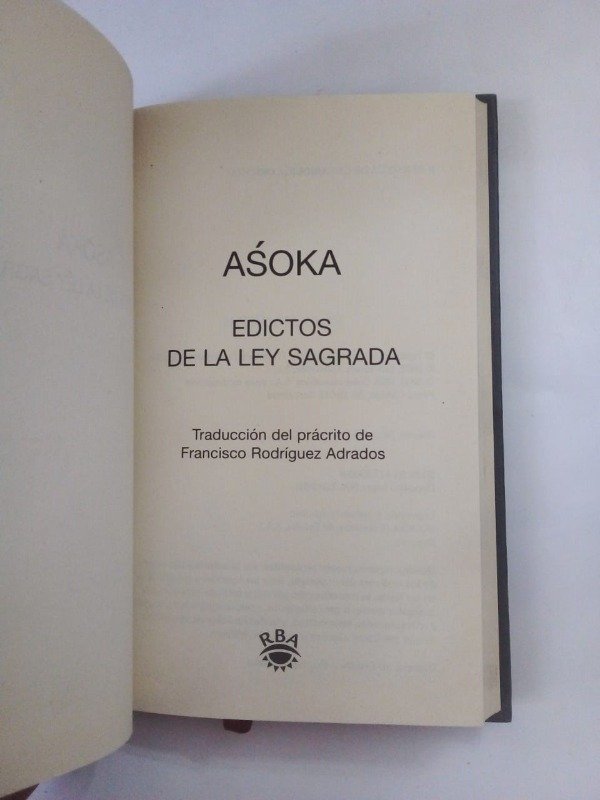 AŚOKA
EDICTOS
DE LA LEY SAGRADA
Traducción del prácrito de
Francisco Rodríguez Adrados
RBA